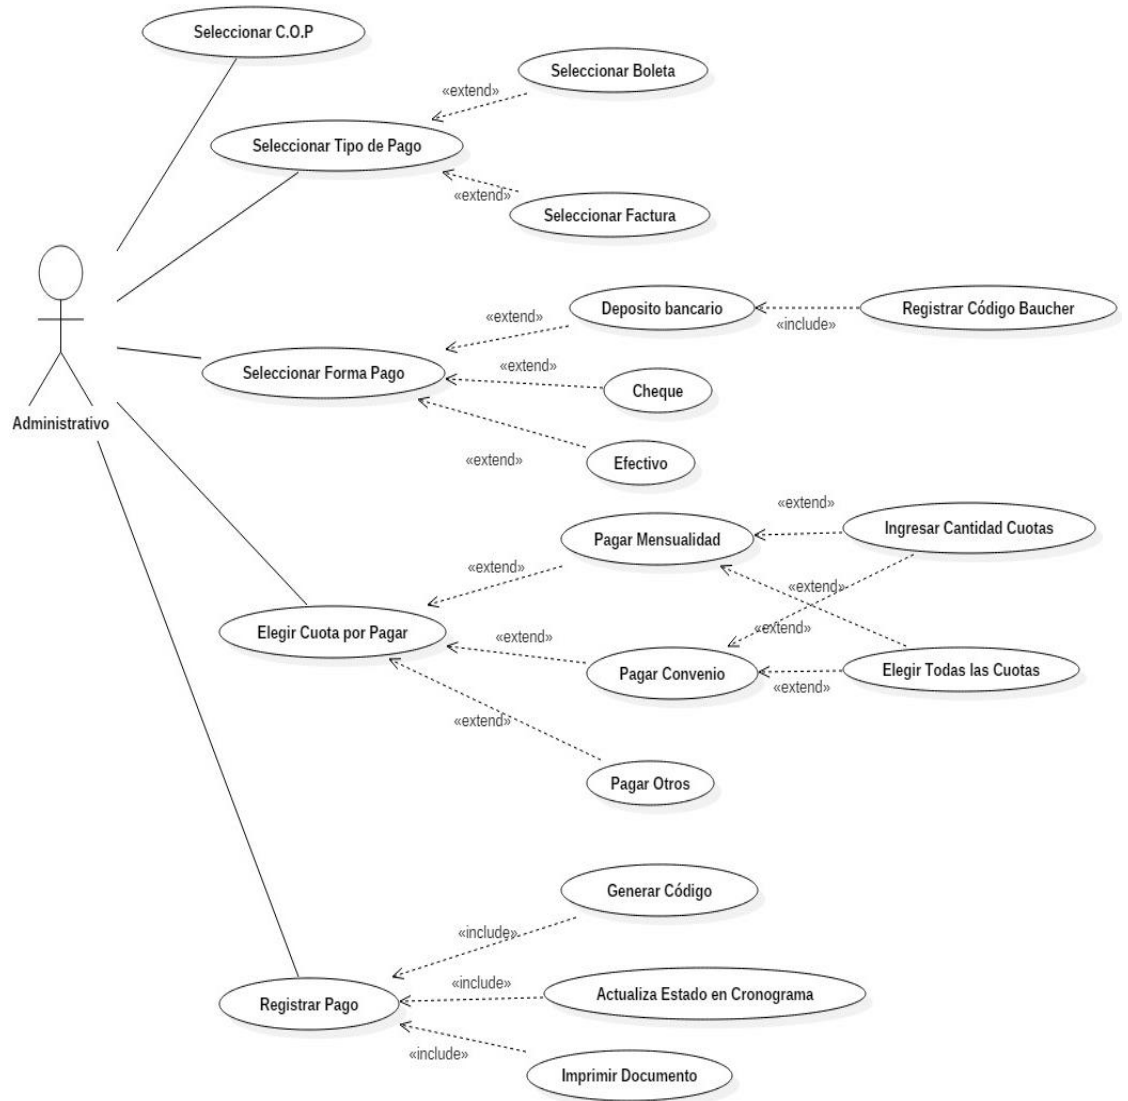 Seleccionar C.O.P
Seleccionar Boleta
«extend»
Seleccionar Tipo de Pago
«extend»
Seleccionar Factura
Deposito bancario
Registrar Código Baucher
«extend»
«include»
«extend»
Seleccionar Forma Pago
Cheque
Administrativo
«extend»
Efectivo
«extend»
Ingresar Cantidad Cuotas
Pagar Mensualidad
«extend»
«extend»
«extend»
Elegir Cuota por Pagar
«extend»
Pagar Convenio
Elegir Todas las Cuotas
«extend»
«extend»
Pagar Otros
Generar Código
«include»
«include»
Actualiza Estado en Cronograma
Registrar Pago
«include»
Imprimir Documento